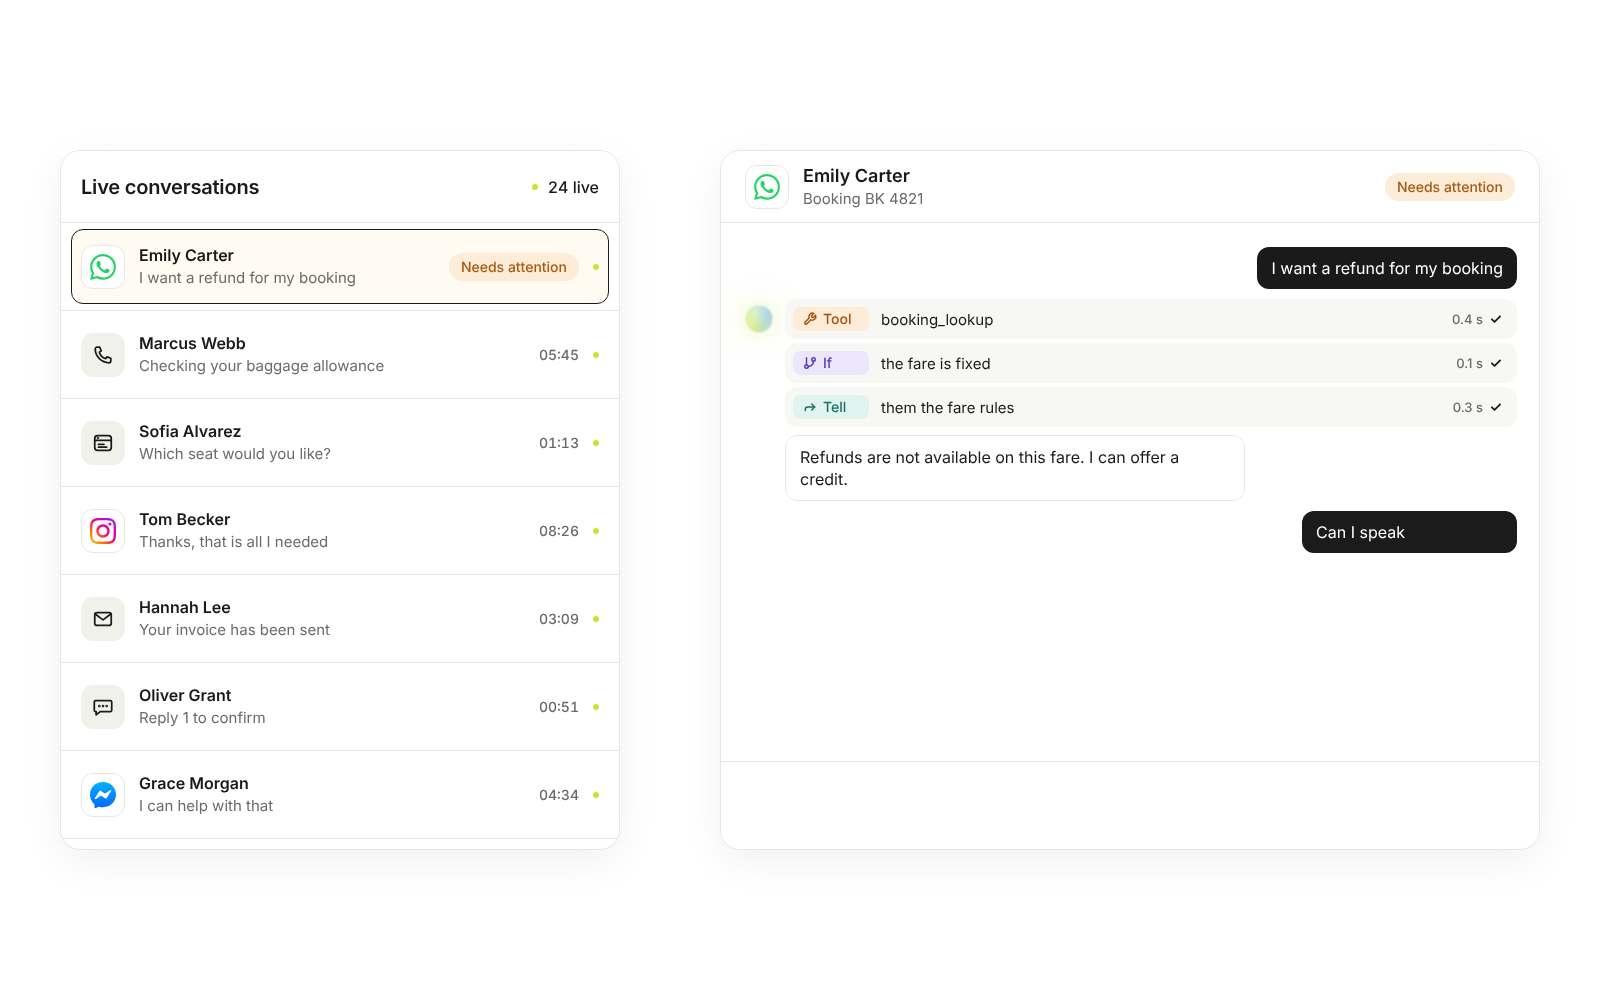 Live conversations
24 live
Emily Carter
I want a refund for my booking
Needs attention
Marcus Webb
Checking your baggage allowance
05:45
Sofia Alvarez
Which seat would you like?
01:13
Tom Becker
Thanks, that is all I needed
08:26
Hannah Lee
Your invoice has been sent
03:09
Oliver Grant
Reply 1 to confirm
00:51
Grace Morgan
I can help with that
04:34
Emily Carter
Booking BK 4821
Needs attention
I want a refund for my booking
Tool booking_lookup 0.4 s
If the fare is fixed 0.1 s
Tell them the fare rules 0.3 s
Refunds are not available on this fare. I can offer a
credit.
Can I speak